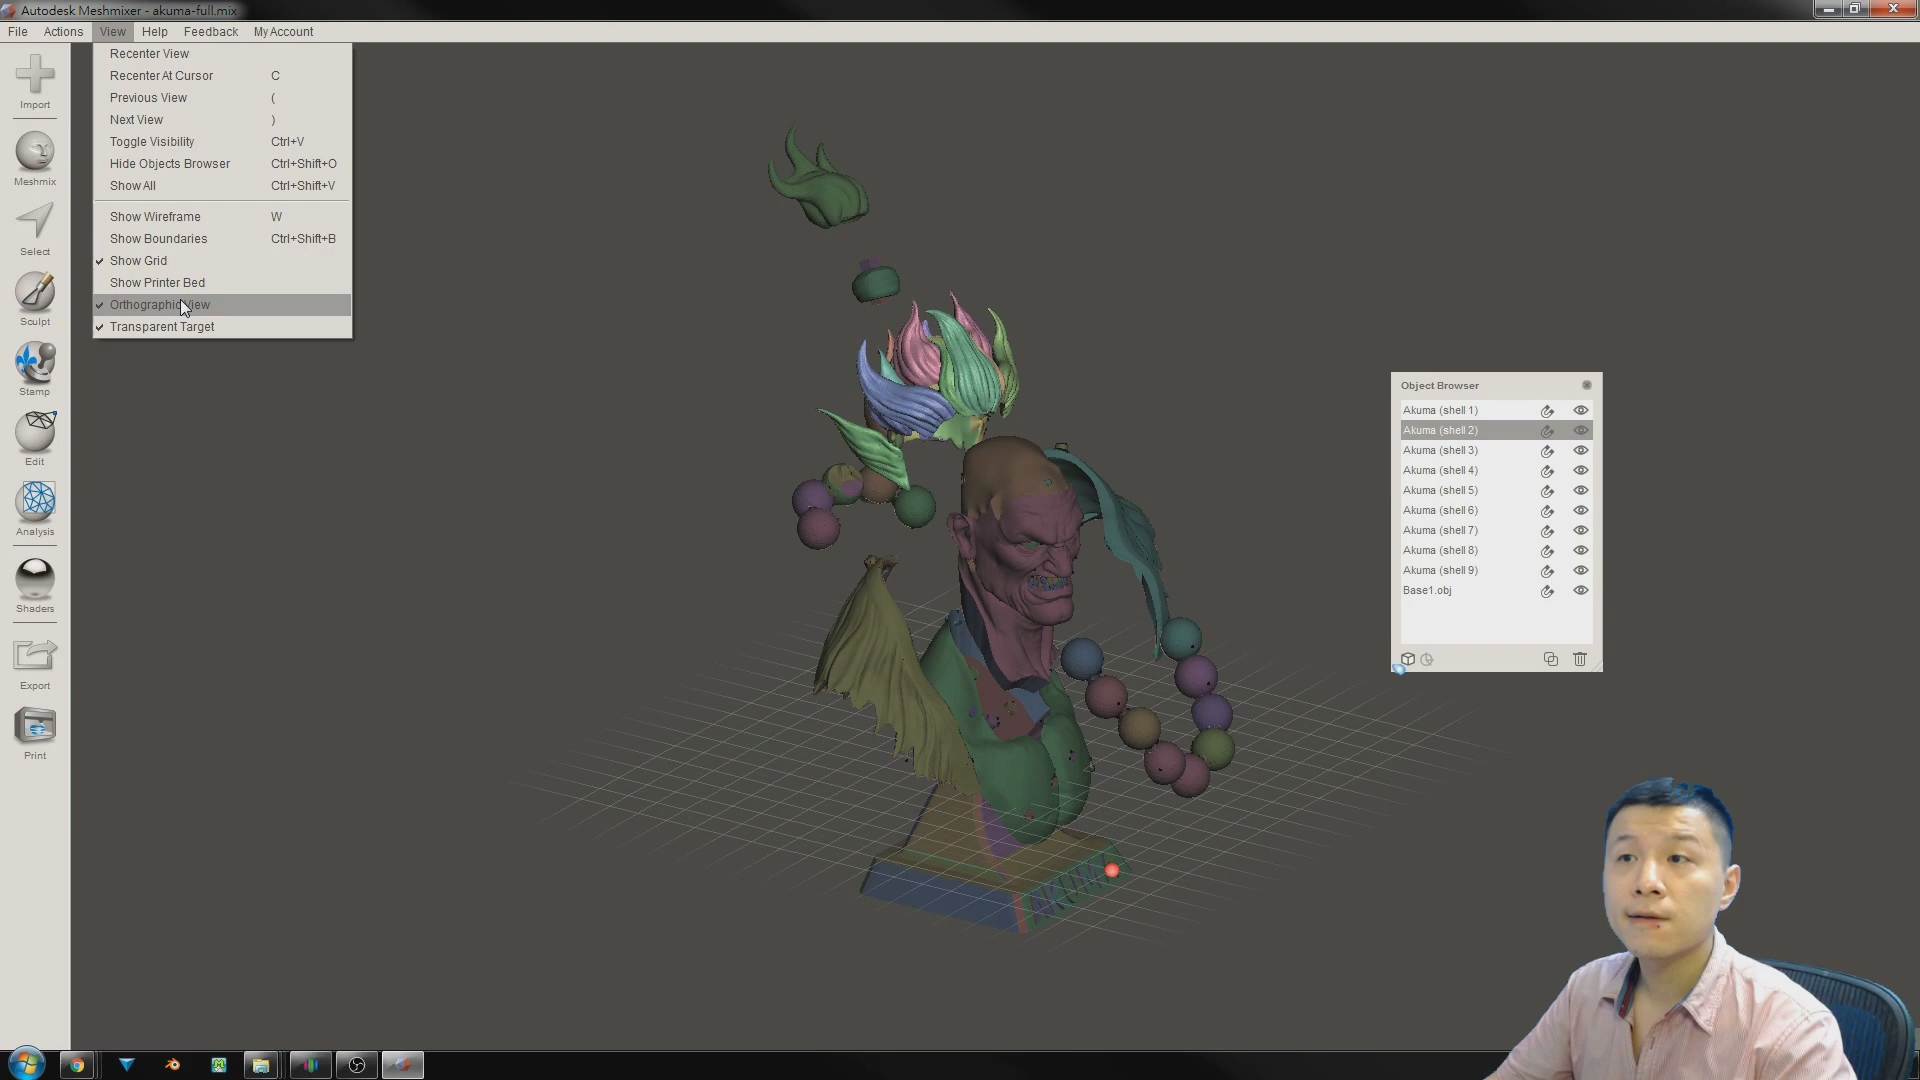 Autodesk Meshmixer - akuma-full.mix
File Actions View Help Feedback My Account
Recenter View
Recenter At Cursor C
Previous View (
Next View )
Toggle Visibility Ctrl+V
Hide Objects Browser Ctrl+Shift+O
Show All Ctrl+Shift+V
Show Wireframe W
Show Boundaries Ctrl+Shift+B
Show Grid
Show Printer Bed
Orthographic View
Transparent Target
Import
Meshmix
Select
Sculpt
Stamp
Edit
Analysis
Shaders
Export
Print
Object Browser
Akuma (shell 1)
Akuma (shell 2)
Akuma (shell 3)
Akuma (shell 4)
Akuma (shell 5)
Akuma (shell 6)
Akuma (shell 7)
Akuma (shell 8)
Akuma (shell 9)
Base1.obj
AKUMA